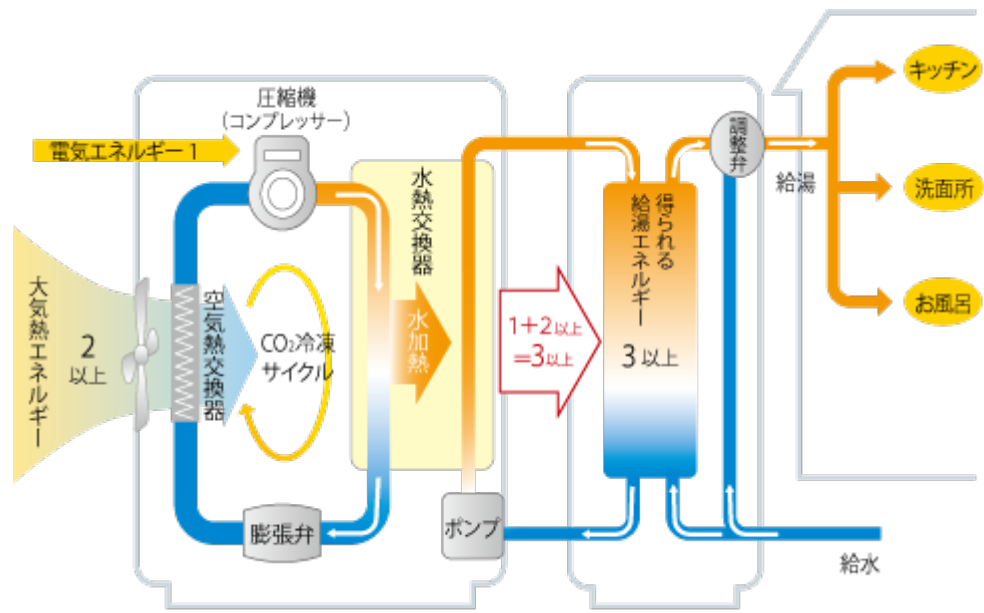 圧縮機
（コンプレッサー）
電気エネルギー 1
大気熱エネルギー
2
以上
空気熱交換器
CO₂冷凍
サイクル
膨張弁
水熱交換器
水加熱
ポンプ
1＋2以上
＝3以上
得られる
給湯エネルギー
3 以上
調整弁
給湯
給水
キッチン
洗面所
お風呂